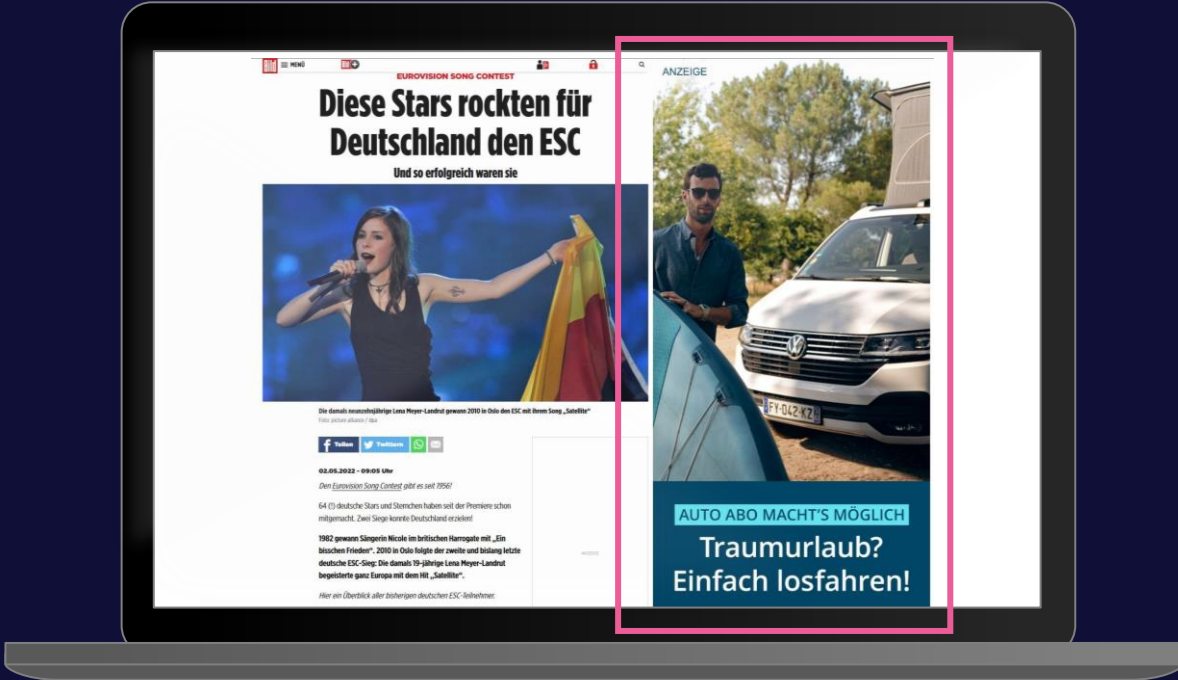 Bild
MENÜ
Bild
EUROVISION SONG CONTEST
Diese Stars rockten für
Deutschland den ESC
Und so erfolgreich waren sie
Die damals neunzehnjährige Lena Meyer-Landrut gewann 2010 in Oslo den ESC mit ihrem Song „Satellite“
Foto: picture alliance / dpa
Teilen
Twittern
02.05.2022 - 09:05 Uhr
Den Eurovision Song Contest gibt es seit 1956!
64 (!) deutsche Stars und Sternchen haben seit der Premiere schon
mitgemacht. Zwei Siege konnte Deutschland erzielen!
1982 gewann Sängerin Nicole im britischen Harrogate mit „Ein
bisschen Frieden“. 2010 in Oslo folgte der zweite und bislang letzte
deutsche ESC-Sieg: Die damals 19-jährige Lena Meyer-Landrut
begeisterte ganz Europa mit dem Hit „Satellite“.
Hier ein Überblick aller bisherigen deutschen ESC-Teilnehmer.
ANZEIGE
ANZEIGE
FY-042-KZ
AUTO ABO MACHT'S MÖGLICH
Traumurlaub?
Einfach losfahren!